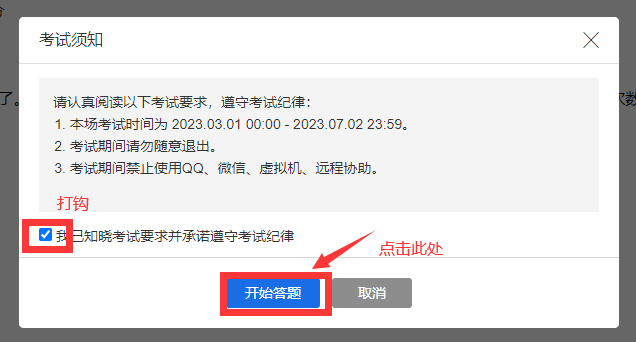 考试须知
请认真阅读以下考试要求，遵守考试纪律：
1. 本场考试时间为 2023.03.01 00:00 - 2023.07.02 23:59。
2. 考试期间请勿随意退出。
3. 考试期间禁止使用QQ、微信、虚拟机、远程协助。
打钩
我已知晓考试要求并承诺遵守考试纪律
点击此处
开始答题 取消
了。
次数